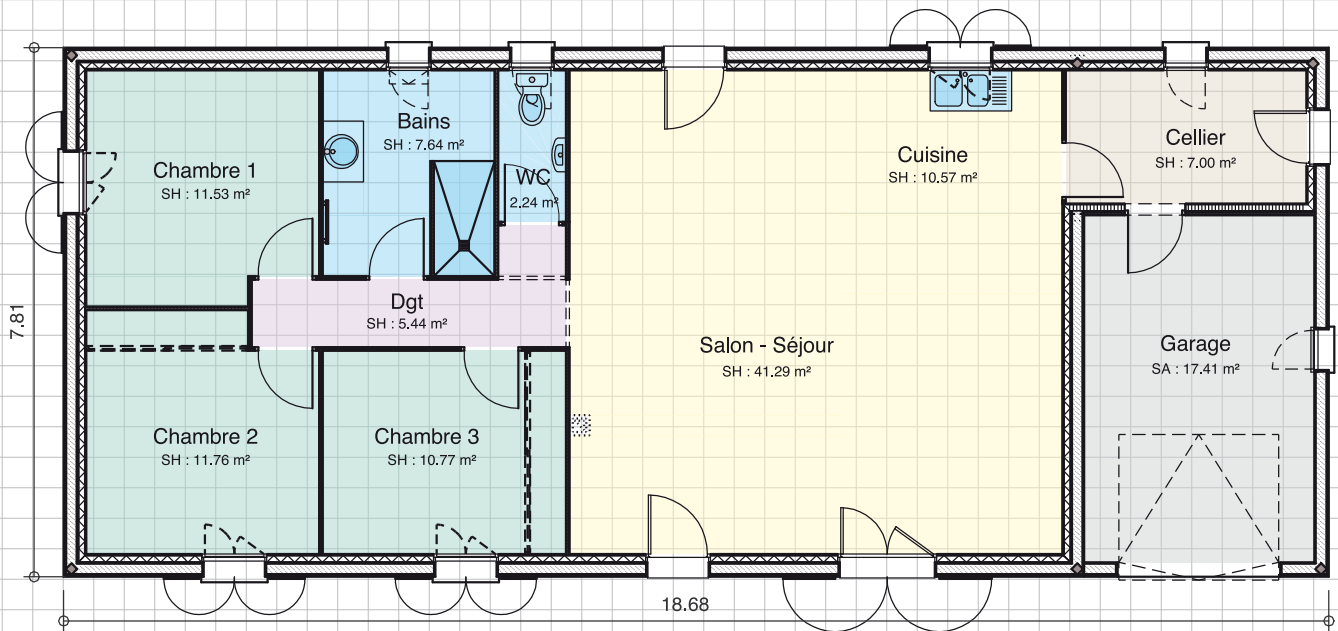 Chambre 1
SH : 11.53 m²
Bains
SH : 7.64 m²
WC
2.24 m²
Cuisine
SH : 10.57 m²
Cellier
SH : 7.00 m²
Dgt
SH : 5.44 m²
Salon - Séjour
SH : 41.29 m²
Garage
SA : 17.41 m²
Chambre 2
SH : 11.76 m²
Chambre 3
SH : 10.77 m²
7.81
18.68